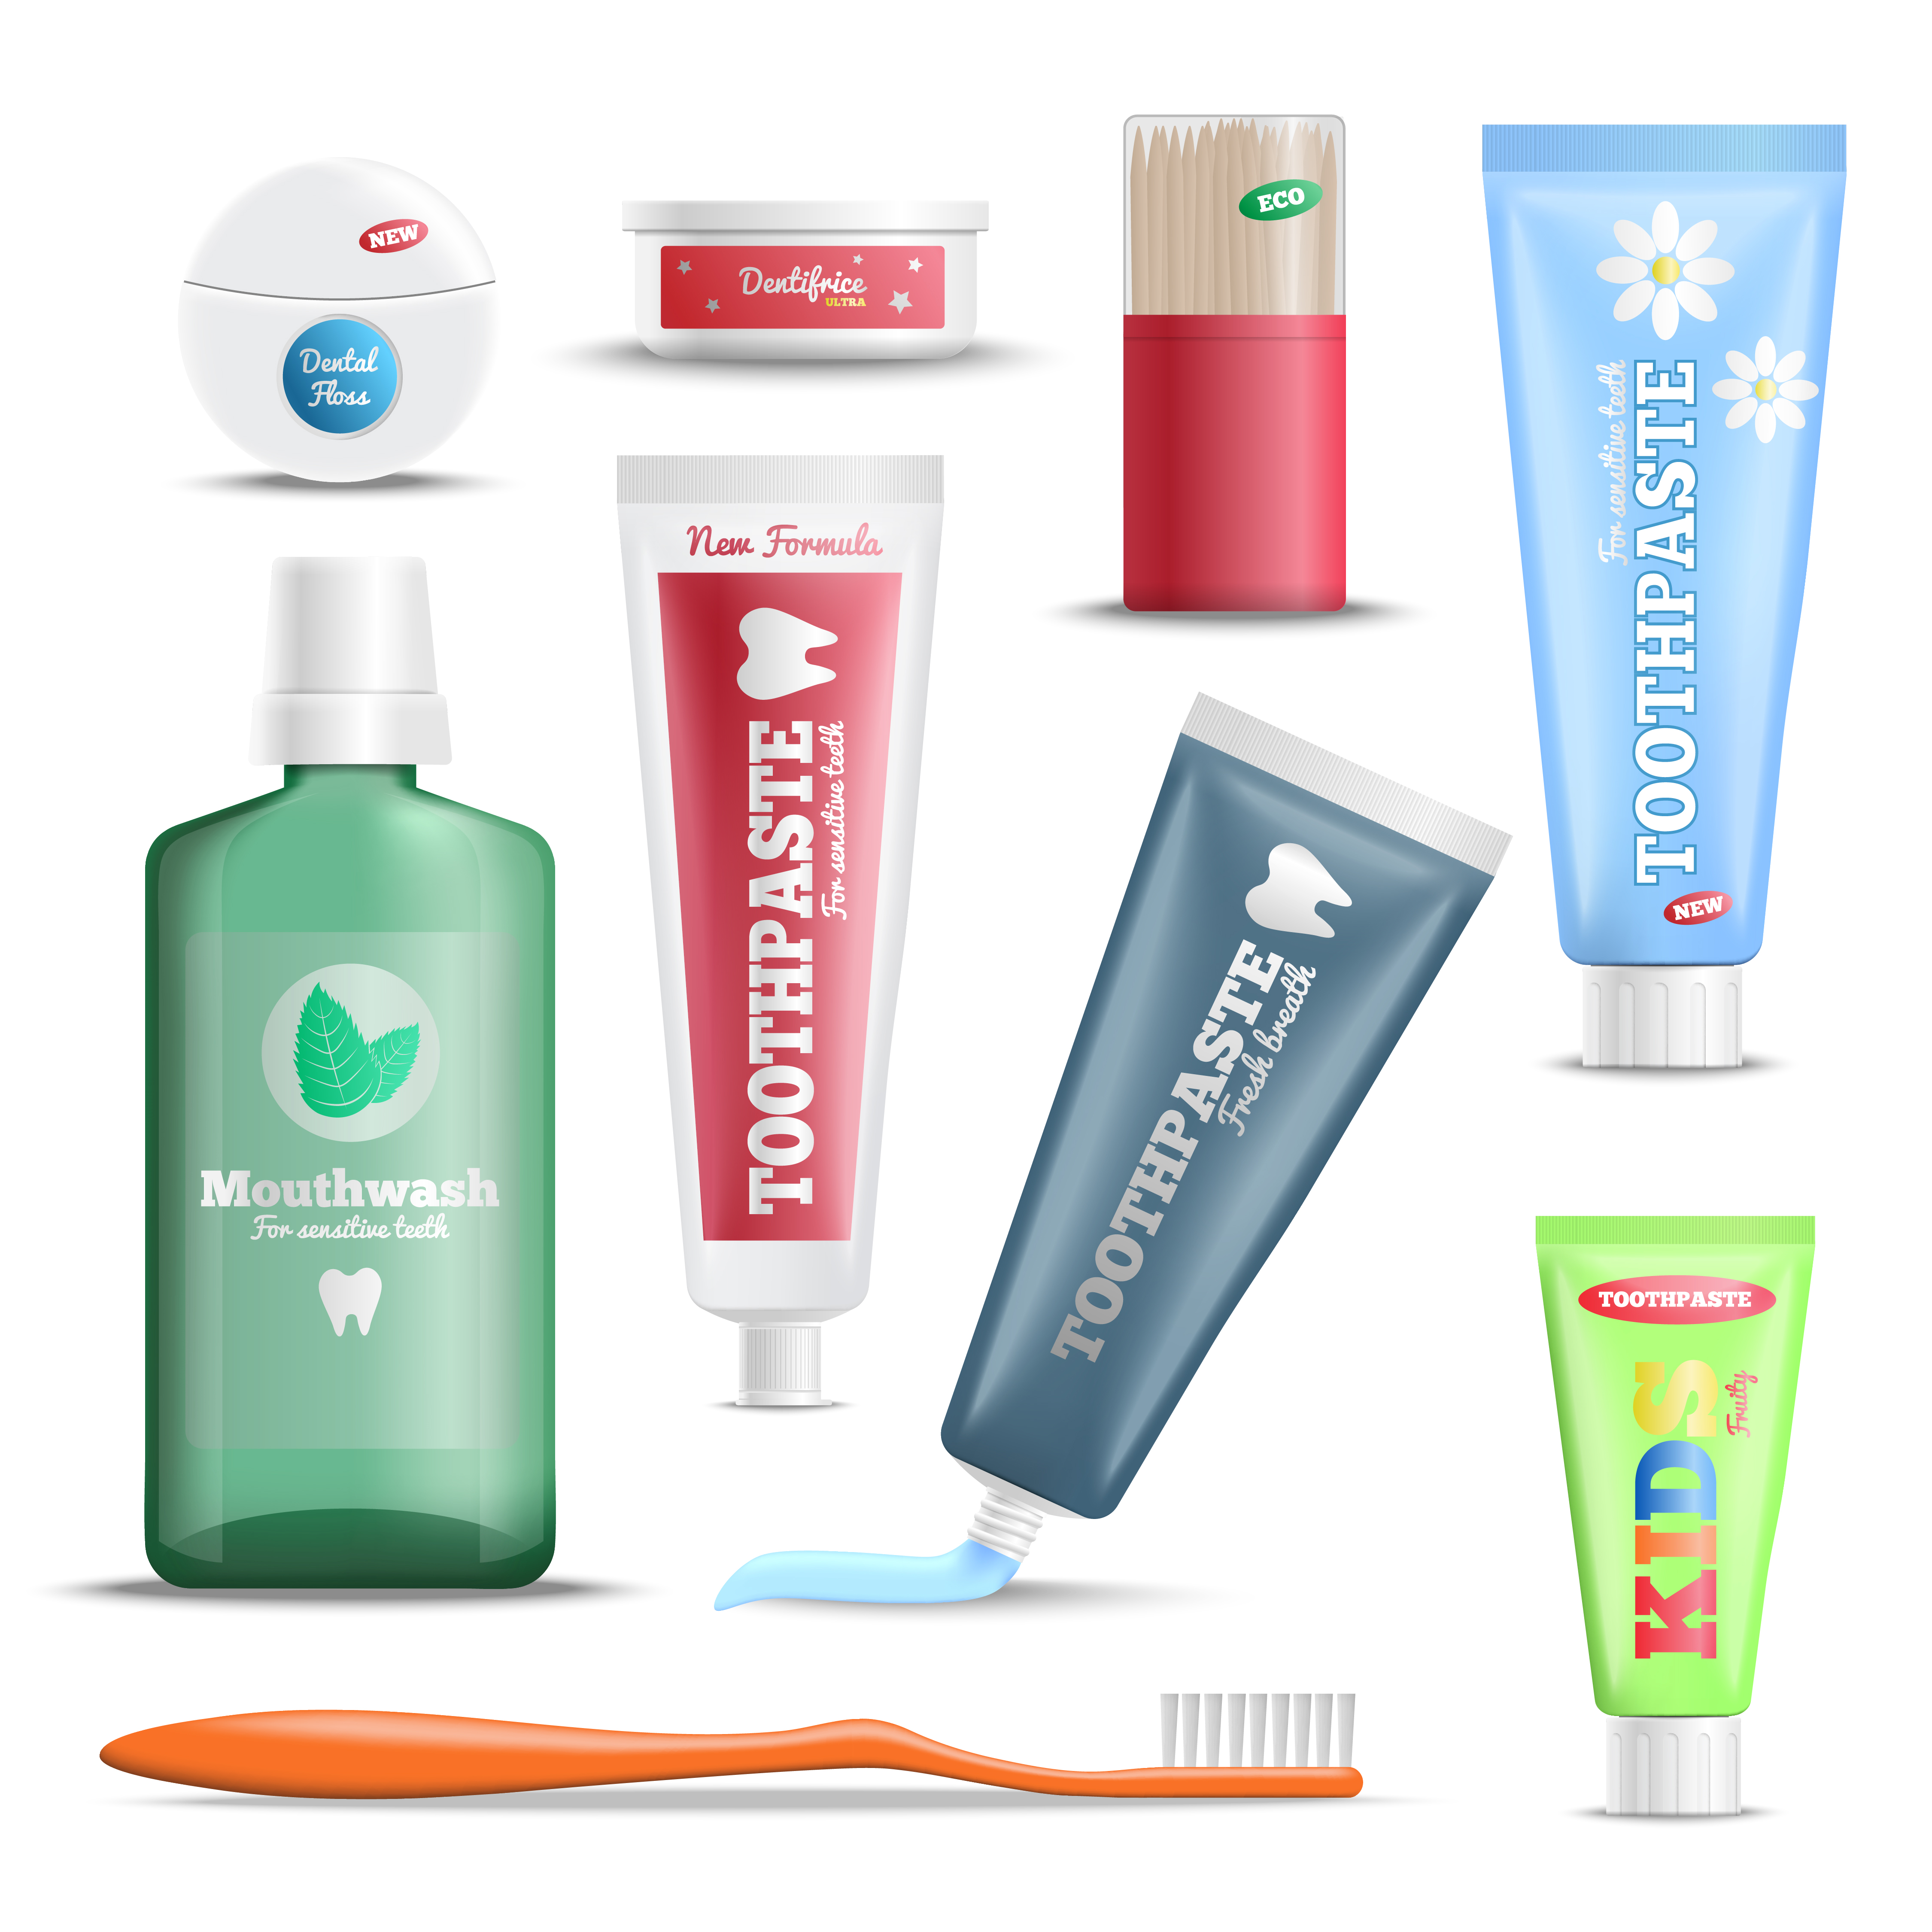 NEW
Dental
Floss
Dentifrice
ULTRA
ECO
For sensitive teeth
TOOTHPASTE
NEW
New Formula
TOOTHPASTE
For sensitive teeth
TOOTHPASTE
Fresh breath
Mouthwash
For sensitive teeth
TOOTHPASTE
KIDS
Fruity